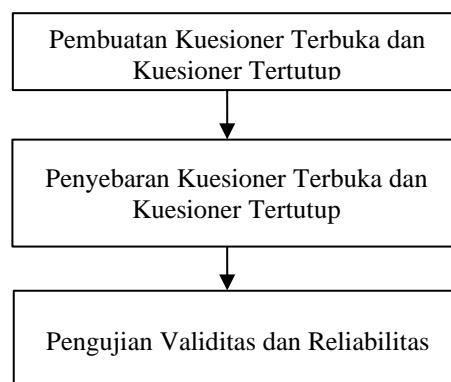 Pembuatan Kuesioner Terbuka dan
Kuesioner Tertutup
Penyebaran Kuesioner Terbuka dan
Kuesioner Tertutup
Pengujian Validitas dan Reliabilitas